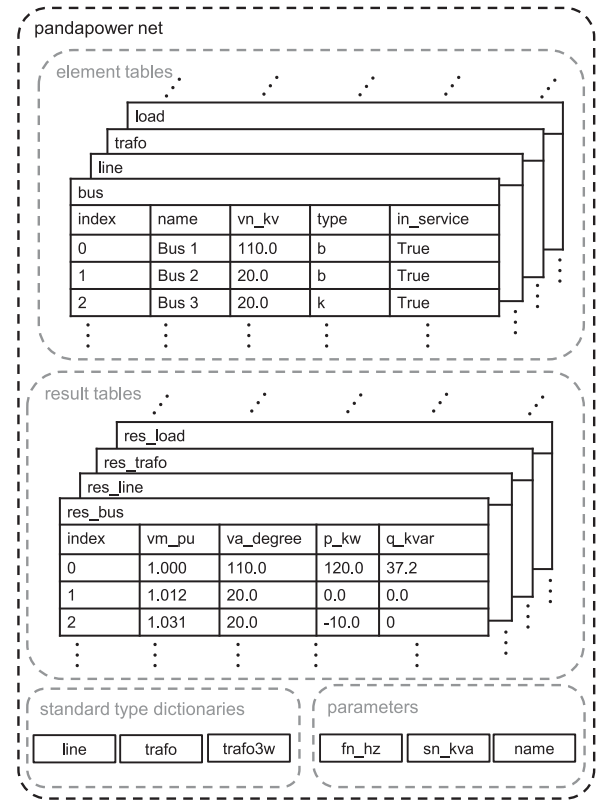 pandapower net
element tables
load
trafo
line
bus
index name vn_kv type in_service
0 Bus 1 110.0 b True
1 Bus 2 20.0 b True
2 Bus 3 20.0 k True
result tables
res_load
res_trafo
res_line
res_bus
index vm_pu va_degree p_kw q_kvar
0 1.000 110.0 120.0 37.2
1 1.012 20.0 0.0 0.0
2 1.031 20.0 -10.0 0
standard type dictionaries
line trafo trafo3w
parameters
fn_hz sn_kva name